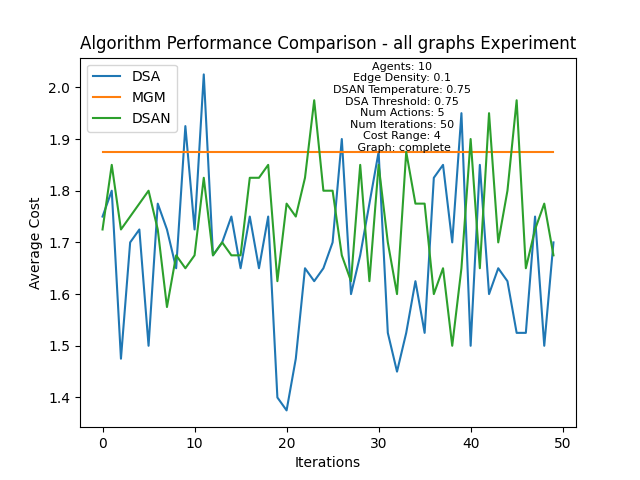 Algorithm Performance Comparison - all graphs Experiment
DSA
MGM
DSAN
Agents: 10
Edge Density: 0.1
DSAN Temperature: 0.75
DSA Threshold: 0.75
Num Actions: 5
Num Iterations: 50
Cost Range: 4
Graph: complete
Average Cost
2.0
1.9
1.8
1.7
1.6
1.5
1.4
0
10
20
30
40
50
Iterations